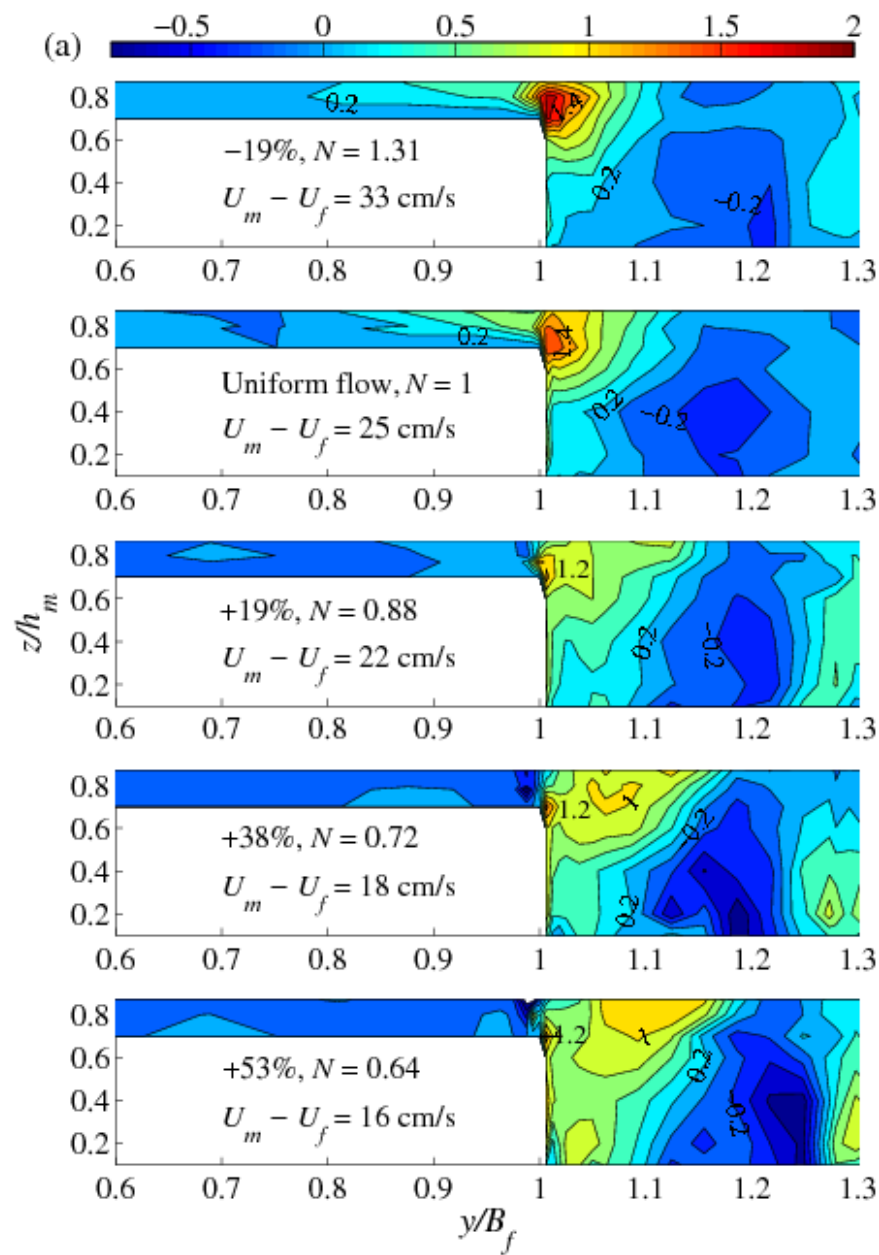 (a)
−0.5 0 0.5 1 1.5 2
0.8
0.6
0.4
0.2
0.2
1.4
0.2
−0.2
−19%, N = 1.31
U_m − U_f = 33 cm/s
0.6 0.7 0.8 0.9 1 1.1 1.2 1.3
0.8
0.6
0.4
0.2
0.2
1.4
0.2
−0.2
Uniform flow, N = 1
U_m − U_f = 25 cm/s
0.6 0.7 0.8 0.9 1 1.1 1.2 1.3
z/h_m
0.8
0.6
0.4
0.2
1.2
0.2
−0.2
+19%, N = 0.88
U_m − U_f = 22 cm/s
0.6 0.7 0.8 0.9 1 1.1 1.2 1.3
0.8
0.6
0.4
0.2
1.2
1
−0.2
0.2
+38%, N = 0.72
U_m − U_f = 18 cm/s
0.6 0.7 0.8 0.9 1 1.1 1.2 1.3
0.8
0.6
0.4
0.2
1.2
1
0.2
−0.2
+53%, N = 0.64
U_m − U_f = 16 cm/s
0.6 0.7 0.8 0.9 1 1.1 1.2 1.3
y/B_f